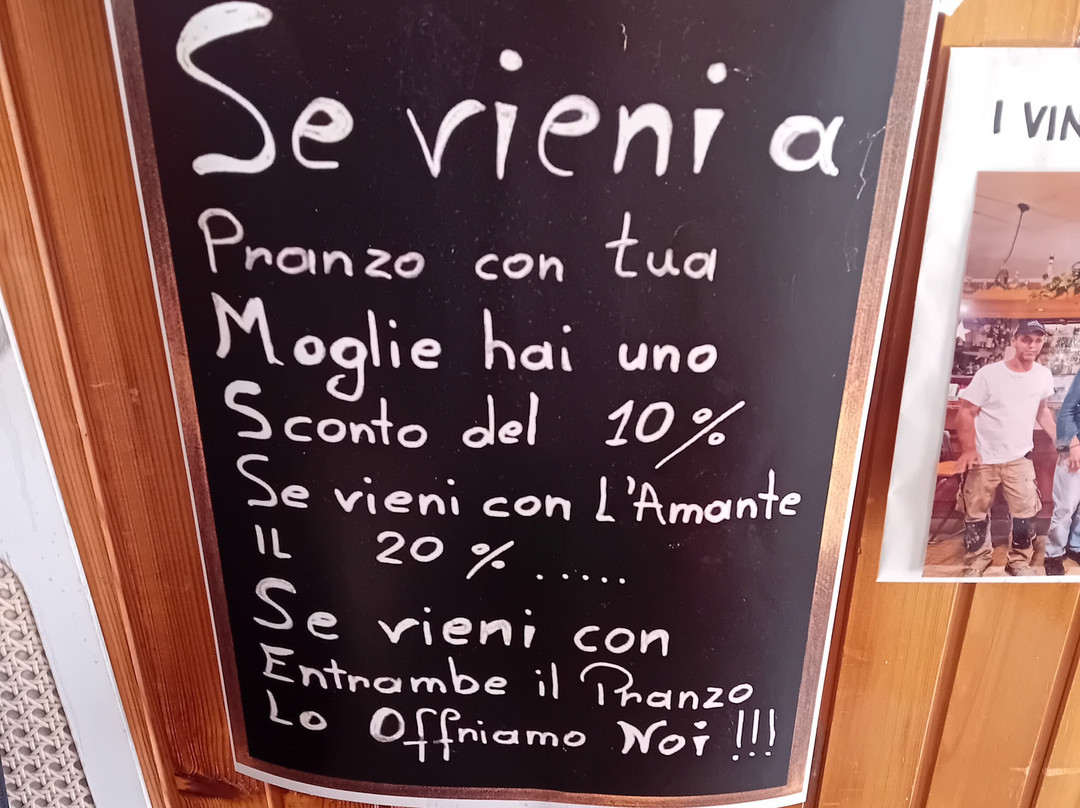 Se vieni a
Pranzo con tua
Moglie hai uno
Sconto del 10%
Se vieni con L'Amante
IL 20% ......
Se vieni con
Entrambe il Pranzo
Lo Offriamo Noi !!!
I VIN